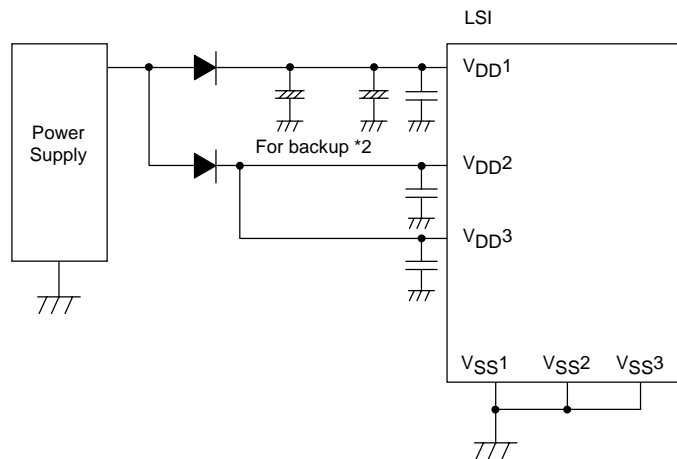 LSI
VDD1
Power
Supply
For backup *2
VDD2
VDD3
VSS1 VSS2 VSS3